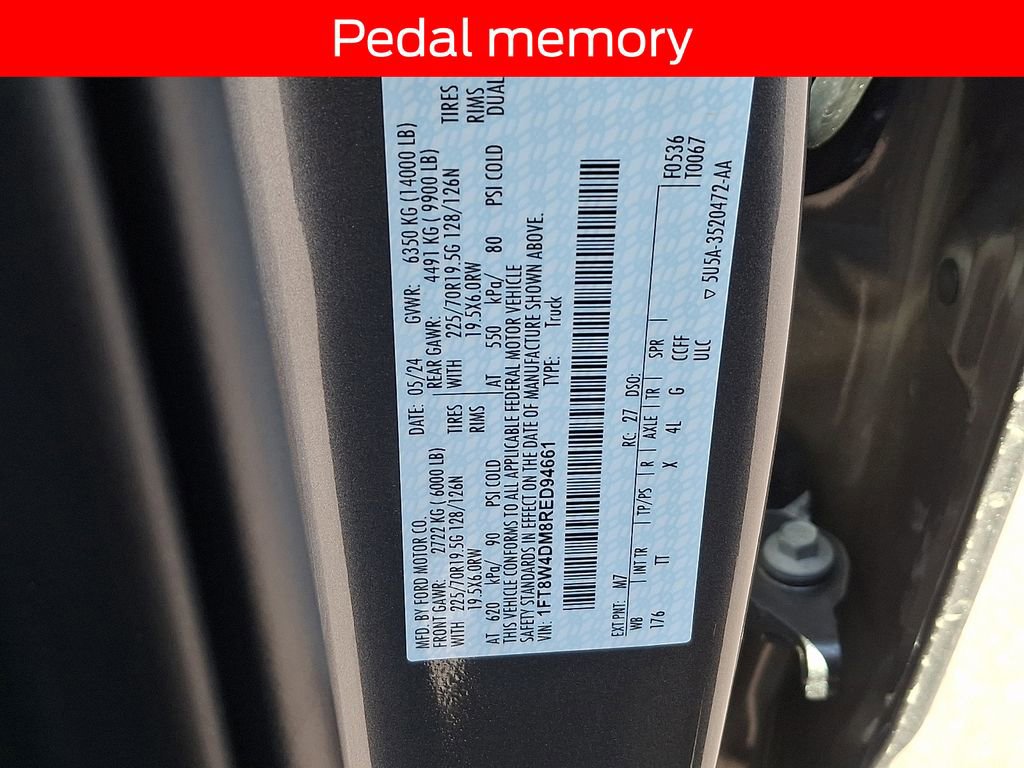 Pedal memory
MFD. BY FORD MOTOR CO.
DATE: 05/24 GVWR: 6350 KG (14000 LB)
FRONT GAWR: 2722 KG ( 6000 LB)
REAR GAWR: 4491 KG ( 9900 LB)
WITH 225/70R19.5G 128/126N TIRES
WITH 225/70R19.5G 128/126N TIRES
19.5X6.0RW RIMS
19.5X6.0RW RIMS
AT 620 kPa/ 90 PSI COLD
AT 550 kPa/ 80 PSI COLD DUAL
THIS VEHICLE CONFORMS TO ALL APPLICABLE FEDERAL MOTOR VEHICLE
SAFETY STANDARDS IN EFFECT ON THE DATE OF MANUFACTURE SHOWN ABOVE.
VIN: 1FT8W4DM8RED94661 TYPE: Truck
EXT PNT: M7 RC: 27 DSO: F0536
WB INT TR TP/PS R AXLE TR SPR T0067
176 TT X 4L G CCFF
ULC
▽ 5U5A-3520472-AA